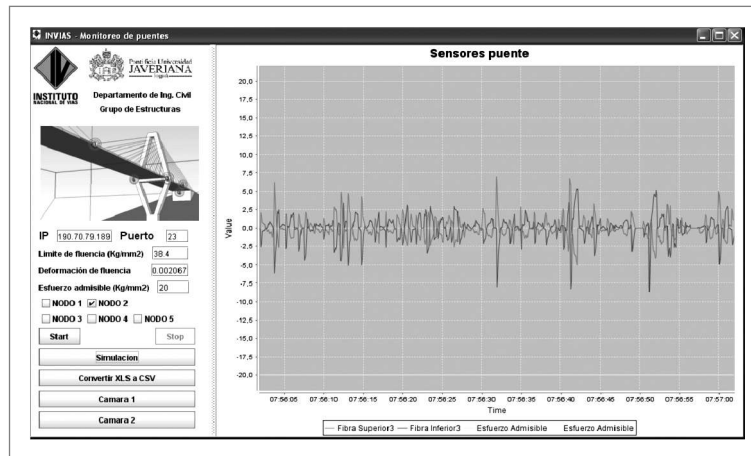 INVIAS - Monitoreo de puentes
INSTITUTO
NACIONAL DE VIAS
Pontificia Universidad
JAVERIANA
Bogotá
Departamento de Ing. Civil
Grupo de Estructuras
IP 190.70.79.189 Puerto 23
Limite de fluencia (Kg/mm2) 38.4
Deformación de fluencia 0.002067
Esfuerzo admisible (Kg/mm2) 20
NODO 1 NODO 2
NODO 3 NODO 4 NODO 5
Start Stop
Simulacion
Convertir XLS a CSV
Camara 1
Camara 2
Sensores puente
Value
20,0
17,5
15,0
12,5
10,0
7,5
5,0
2,5
0,0
-2,5
-5,0
-7,5
-10,0
-12,5
-15,0
-17,5
-20,0
07:56:05 07:56:10 07:56:15 07:56:20 07:56:25 07:56:30 07:56:35 07:56:40 07:56:45 07:56:50 07:56:55 07:57:00
Time
Fibra Superior3 Fibra Inferior3 Esfuerzo Admisible Esfuerzo Admisible